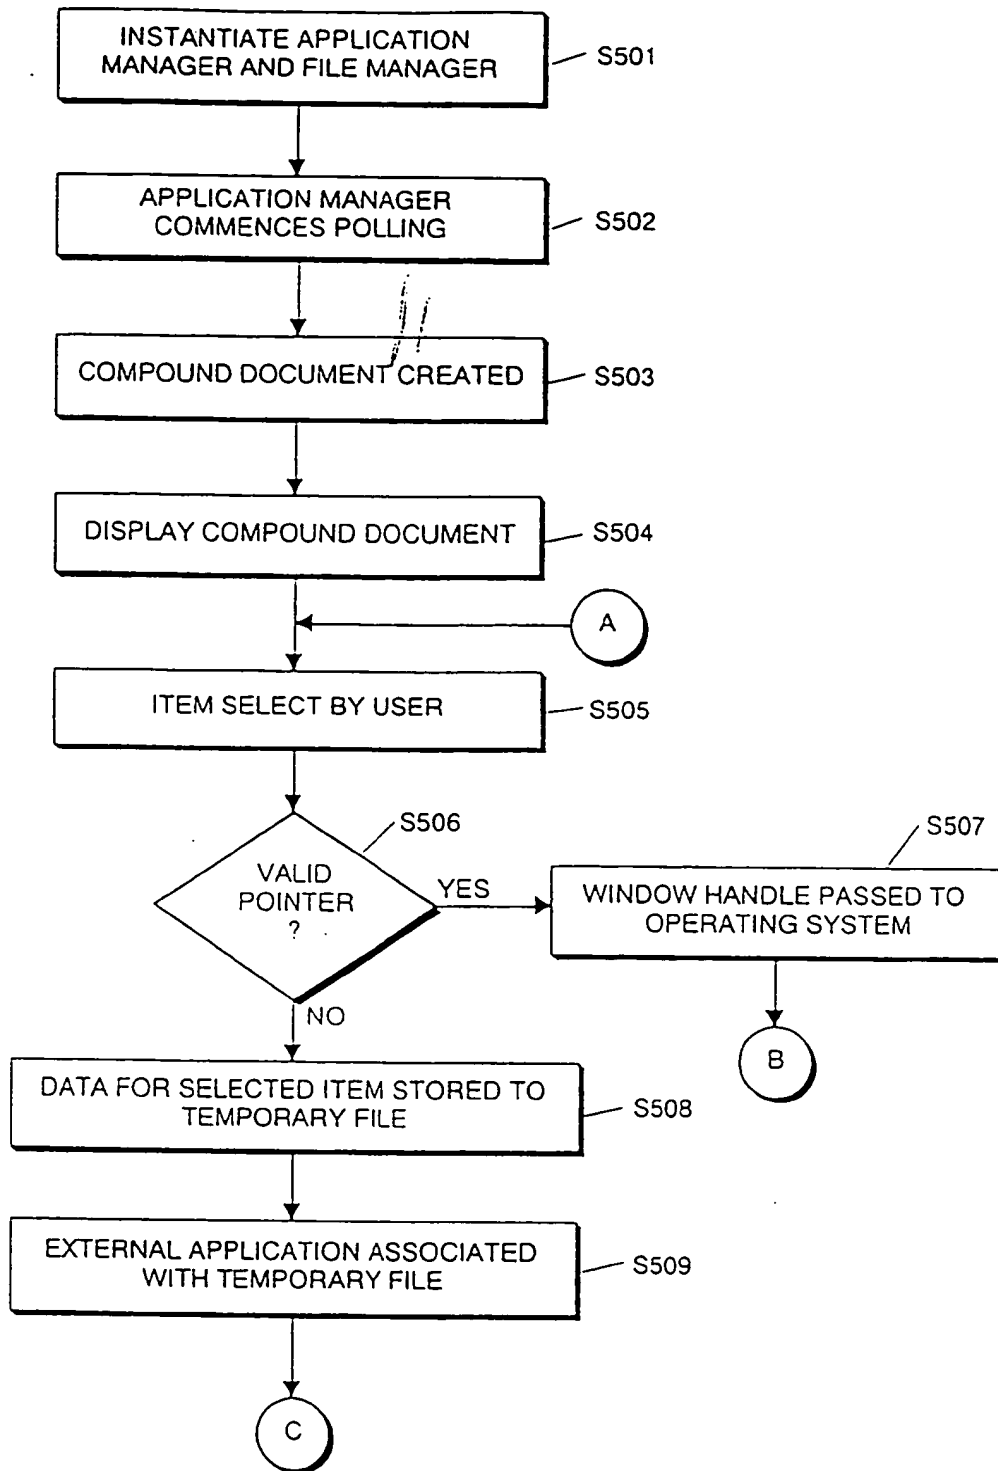 INSTANTIATE APPLICATION
MANAGER AND FILE MANAGER
S501
APPLICATION MANAGER
COMMENCES POLLING
S502
COMPOUND DOCUMENT CREATED
S503
DISPLAY COMPOUND DOCUMENT
S504
A
ITEM SELECT BY USER
S505
S506
VALID
POINTER
?
YES
S507
WINDOW HANDLE PASSED TO
OPERATING SYSTEM
B
NO
DATA FOR SELECTED ITEM STORED TO
TEMPORARY FILE
S508
EXTERNAL APPLICATION ASSOCIATED
WITH TEMPORARY FILE
S509
C